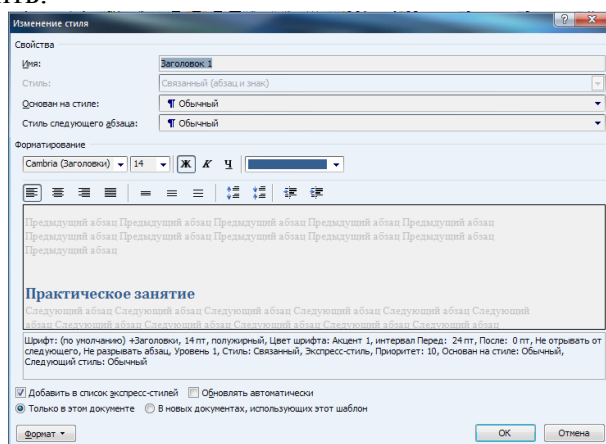 ить.
Изменение стиля
Свойства
Имя: Заголовок 1
Стиль: Связанный (абзац и знак)
Основан на стиле: ¶ Обычный
Стиль следующего абзаца: ¶ Обычный
Форматирование
Cambria (Заголовки) 14 Ж К Ч
Предыдущий абзац Предыдущий абзац Предыдущий абзац Предыдущий абзац Предыдущий абзац
Предыдущий абзац Предыдущий абзац Предыдущий абзац Предыдущий абзац Предыдущий абзац
Предыдущий абзац
Практическое занятие
Следующий абзац Следующий абзац Следующий абзац Следующий абзац Следующий
абзац Следующий абзац Следующий абзац Следующий абзац Следующий абзац Следующий абзац
Шрифт: (по умолчанию) +Заголовки, 14 пт, полужирный, Цвет шрифта: Акцент 1, интервал Перед: 24 пт, После: 0 пт, Не отрывать от
следующего, Не разрывать абзац, Уровень 1, Стиль: Связанный, Экспресс-стиль, Приоритет: 10, Основан на стиле: Обычный,
Следующий стиль: Обычный
Добавить в список экспресс-стилей Обновлять автоматически
Только в этом документе В новых документах, использующих этот шаблон
Формат ОК Отмена